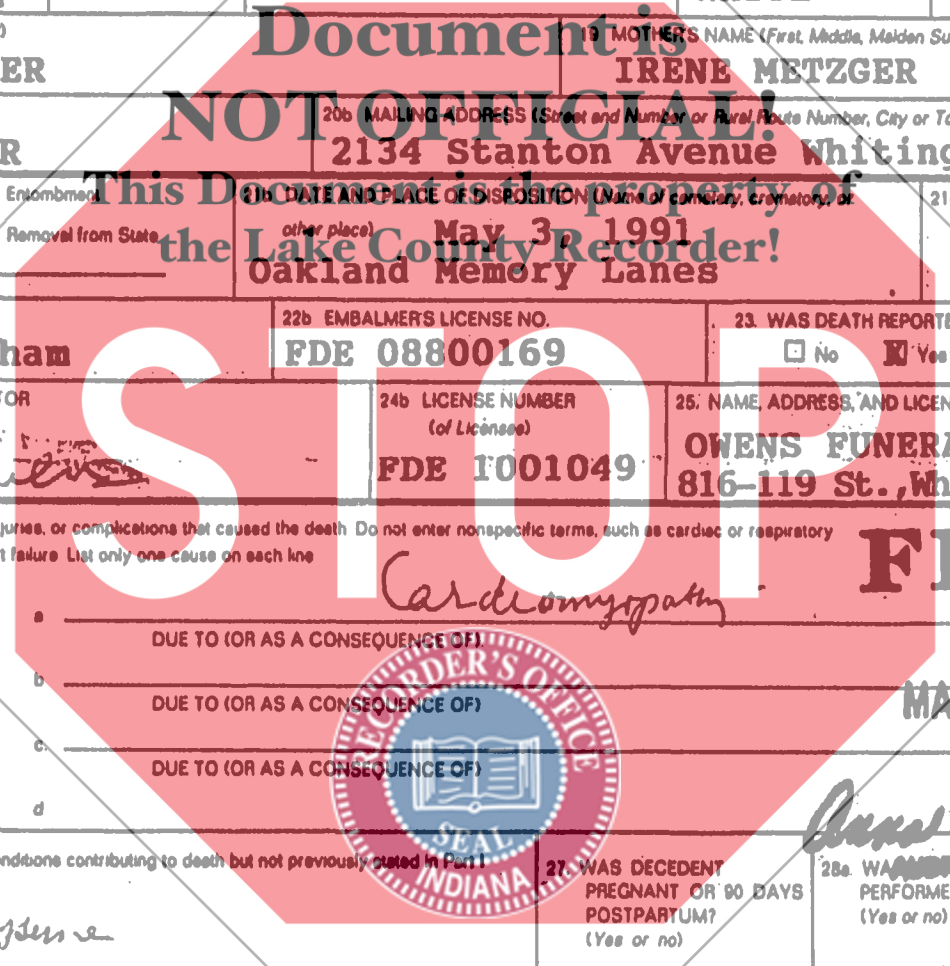 Document is
19 MOTHER'S NAME (First, Middle, Maiden Su
ER
IRENE METZGER
NOT OFFICIAL!
20b MAILING ADDRESS (Street and Number or Rural Route Number, City or To
R
2134 Stanton Avenue Whiting
This Document is the property of
Entombment
21b DATE AND PLACE OF DISPOSITION (Name of cemetery, crematory, or
21
Removal from State
other place)
May 3, 1991
the Lake County Recorder!
Oakland Memory Lanes
22b EMBALMER'S LICENSE NO.
23. WAS DEATH REPORTE
ham
FDE 08800169
No
X Yes
STOP
OR
24b LICENSE NUMBER
(of Licensee)
25. NAME, ADDRESS, AND LICEN
FDE 1001049
OWENS FUNERA
816-119 St.,Wh
juries, or complications that caused the death Do not enter nonspecific terms, such as cardiac or respiratory
t failure List only one cause on each line
FI
Cardiomyopathy
a
DUE TO (OR AS A CONSEQUENCE OF).
b
DUE TO (OR AS A CONSEQUENCE OF)
MA
c.
DUE TO (OR AS A CONSEQUENCE OF)
d
RECORDER'S OFFICE
SEAL
INDIANA
Anna
onditions contributing to death but not previously stated in Part I
27. WAS DECEDENT
PREGNANT OR 90 DAYS
POSTPARTUM?
(Yes or no)
28a. WA
PERFORME
(Yes or no)